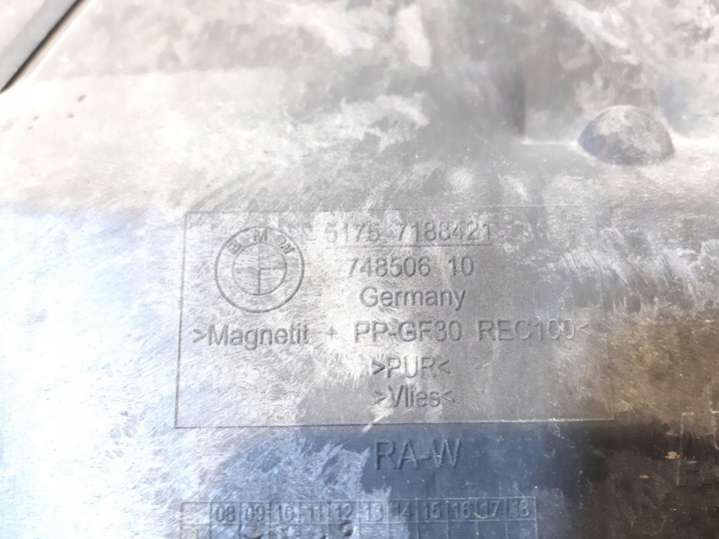 BMW
5175 7188421
748506 10
Germany
>Magnetit + PP-GF30 REC100<
>PUR<
>Vlies<
RA-W
08 09 10 11 12 13 14 15 16 17 18